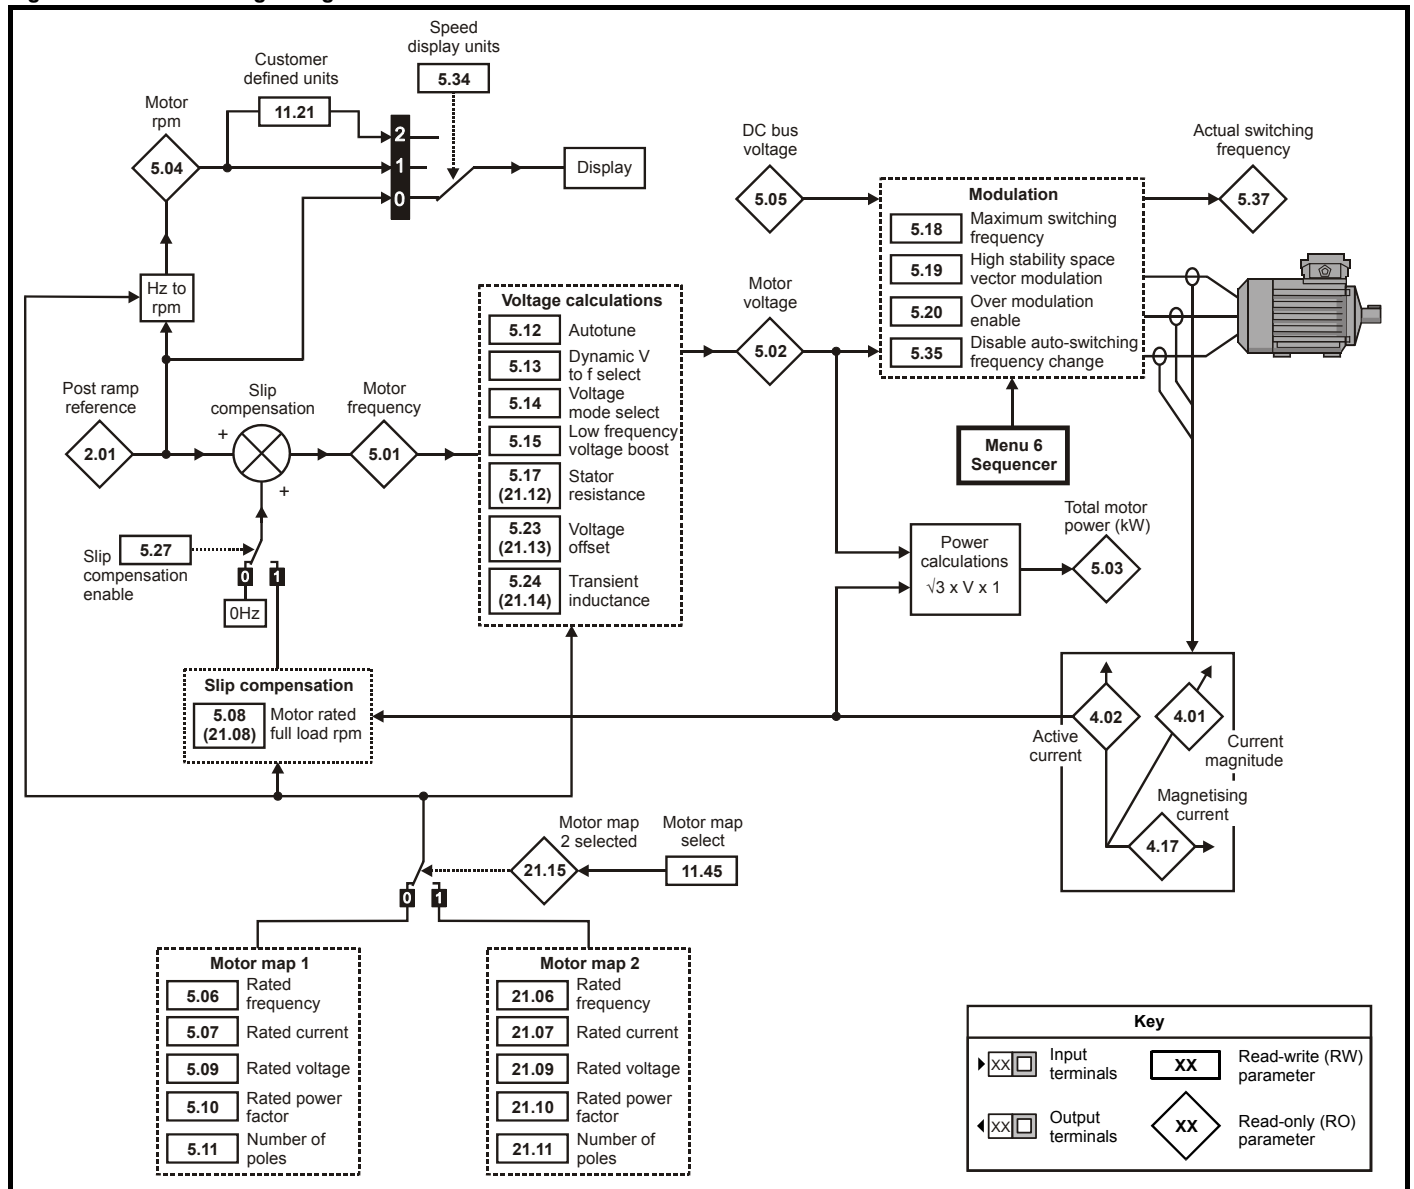 Speed
display units
5.34
Customer
defined units
11.21
Motor
rpm
5.04
2
1
0
Display
Hz to
rpm
DC bus
voltage
5.05
Actual switching
frequency
5.37
Modulation
5.18 Maximum switching
frequency
5.19 High stability space
vector modulation
5.20 Over modulation
enable
5.35 Disable auto-switching
frequency change
Menu 6
Sequencer
Motor
voltage
5.02
Voltage calculations
5.12 Autotune
5.13 Dynamic V
to f select
5.14 Voltage
mode select
5.15 Low frequency
voltage boost
5.17
(21.12)
Stator
resistance
5.23
(21.13)
Voltage
offset
5.24
(21.14)
Transient
inductance
Post ramp
reference
2.01
Slip
compensation
+
+
Motor
frequency
5.01
Slip
compensation
enable
5.27
0 1
0Hz
Power
calculations
√3 x V x 1
Total motor
power (kW)
5.03
Slip compensation
5.08
(21.08)
Motor rated
full load rpm
4.02
Active
current
4.01
Current
magnitude
Magnetising
current
4.17
Motor map
2 selected
21.15
Motor map
select
11.45
0 1
Motor map 1
5.06 Rated
frequency
5.07 Rated current
5.09 Rated voltage
5.10 Rated power
factor
5.11 Number of
poles
Motor map 2
21.06 Rated
frequency
21.07 Rated current
21.09 Rated voltage
21.10 Rated power
factor
21.11 Number of
poles
Key
XX Input
terminals
XX Read-write (RW)
parameter
XX Output
terminals
XX Read-only (RO)
parameter